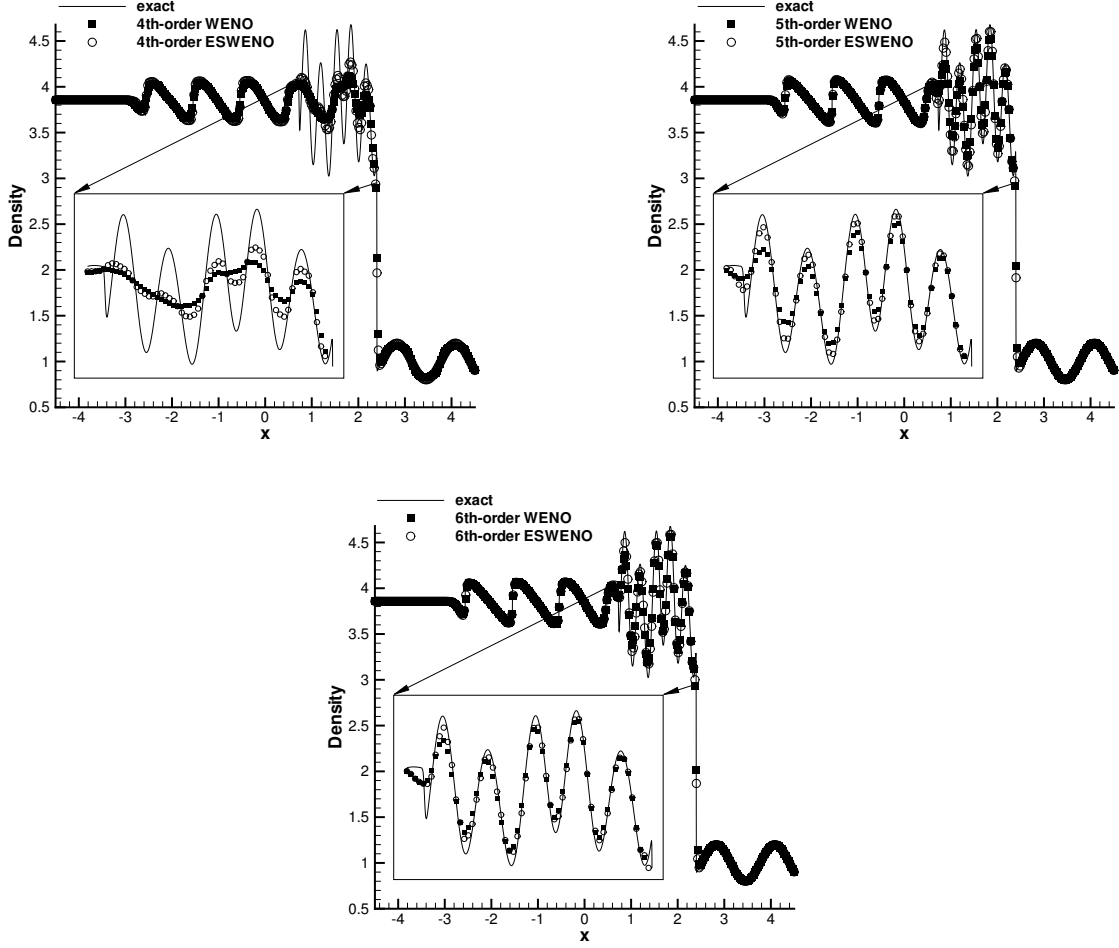 exact
4th-order WENO
4th-order ESWENO
4.5
4
3.5
3
2.5
2
1.5
1
0.5
Density
-4 -3 -2 -1 0 1 2 3 4
x
exact
5th-order WENO
5th-order ESWENO
4.5
4
3.5
3
2.5
2
1.5
1
0.5
Density
-4 -3 -2 -1 0 1 2 3 4
x
exact
6th-order WENO
6th-order ESWENO
4.5
4
3.5
3
2.5
2
1.5
1
0.5
Density
-4 -3 -2 -1 0 1 2 3 4
x